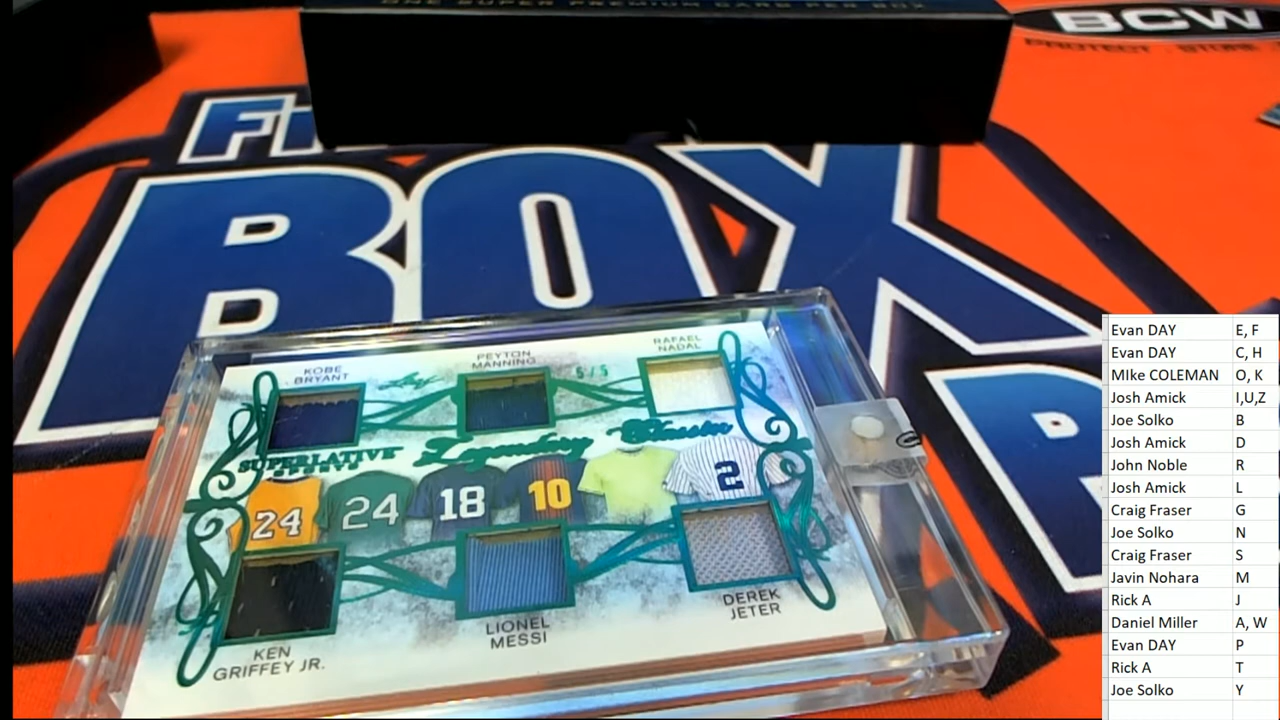 ONE SUPER PREMIUM CARD PER BOX
BCW
PROTECT · STORE
BOX
KOBE
BRYANT
Leaf
PEYTON
MANNING
5/5
RAFAEL
NADAL
SUPERLATIVE
SPORTS
Legendary Cluster
24
24
18
10
2
KEN
GRIFFEY JR.
LIONEL
MESSI
DEREK
JETER
Evan DAY E, F
Evan DAY C, H
MIke COLEMAN O, K
Josh Amick I,U,Z
Joe Solko B
Josh Amick D
John Noble R
Josh Amick L
Craig Fraser G
Joe Solko N
Craig Fraser S
Javin Nohara M
Rick A J
Daniel Miller A, W
Evan DAY P
Rick A T
Joe Solko Y